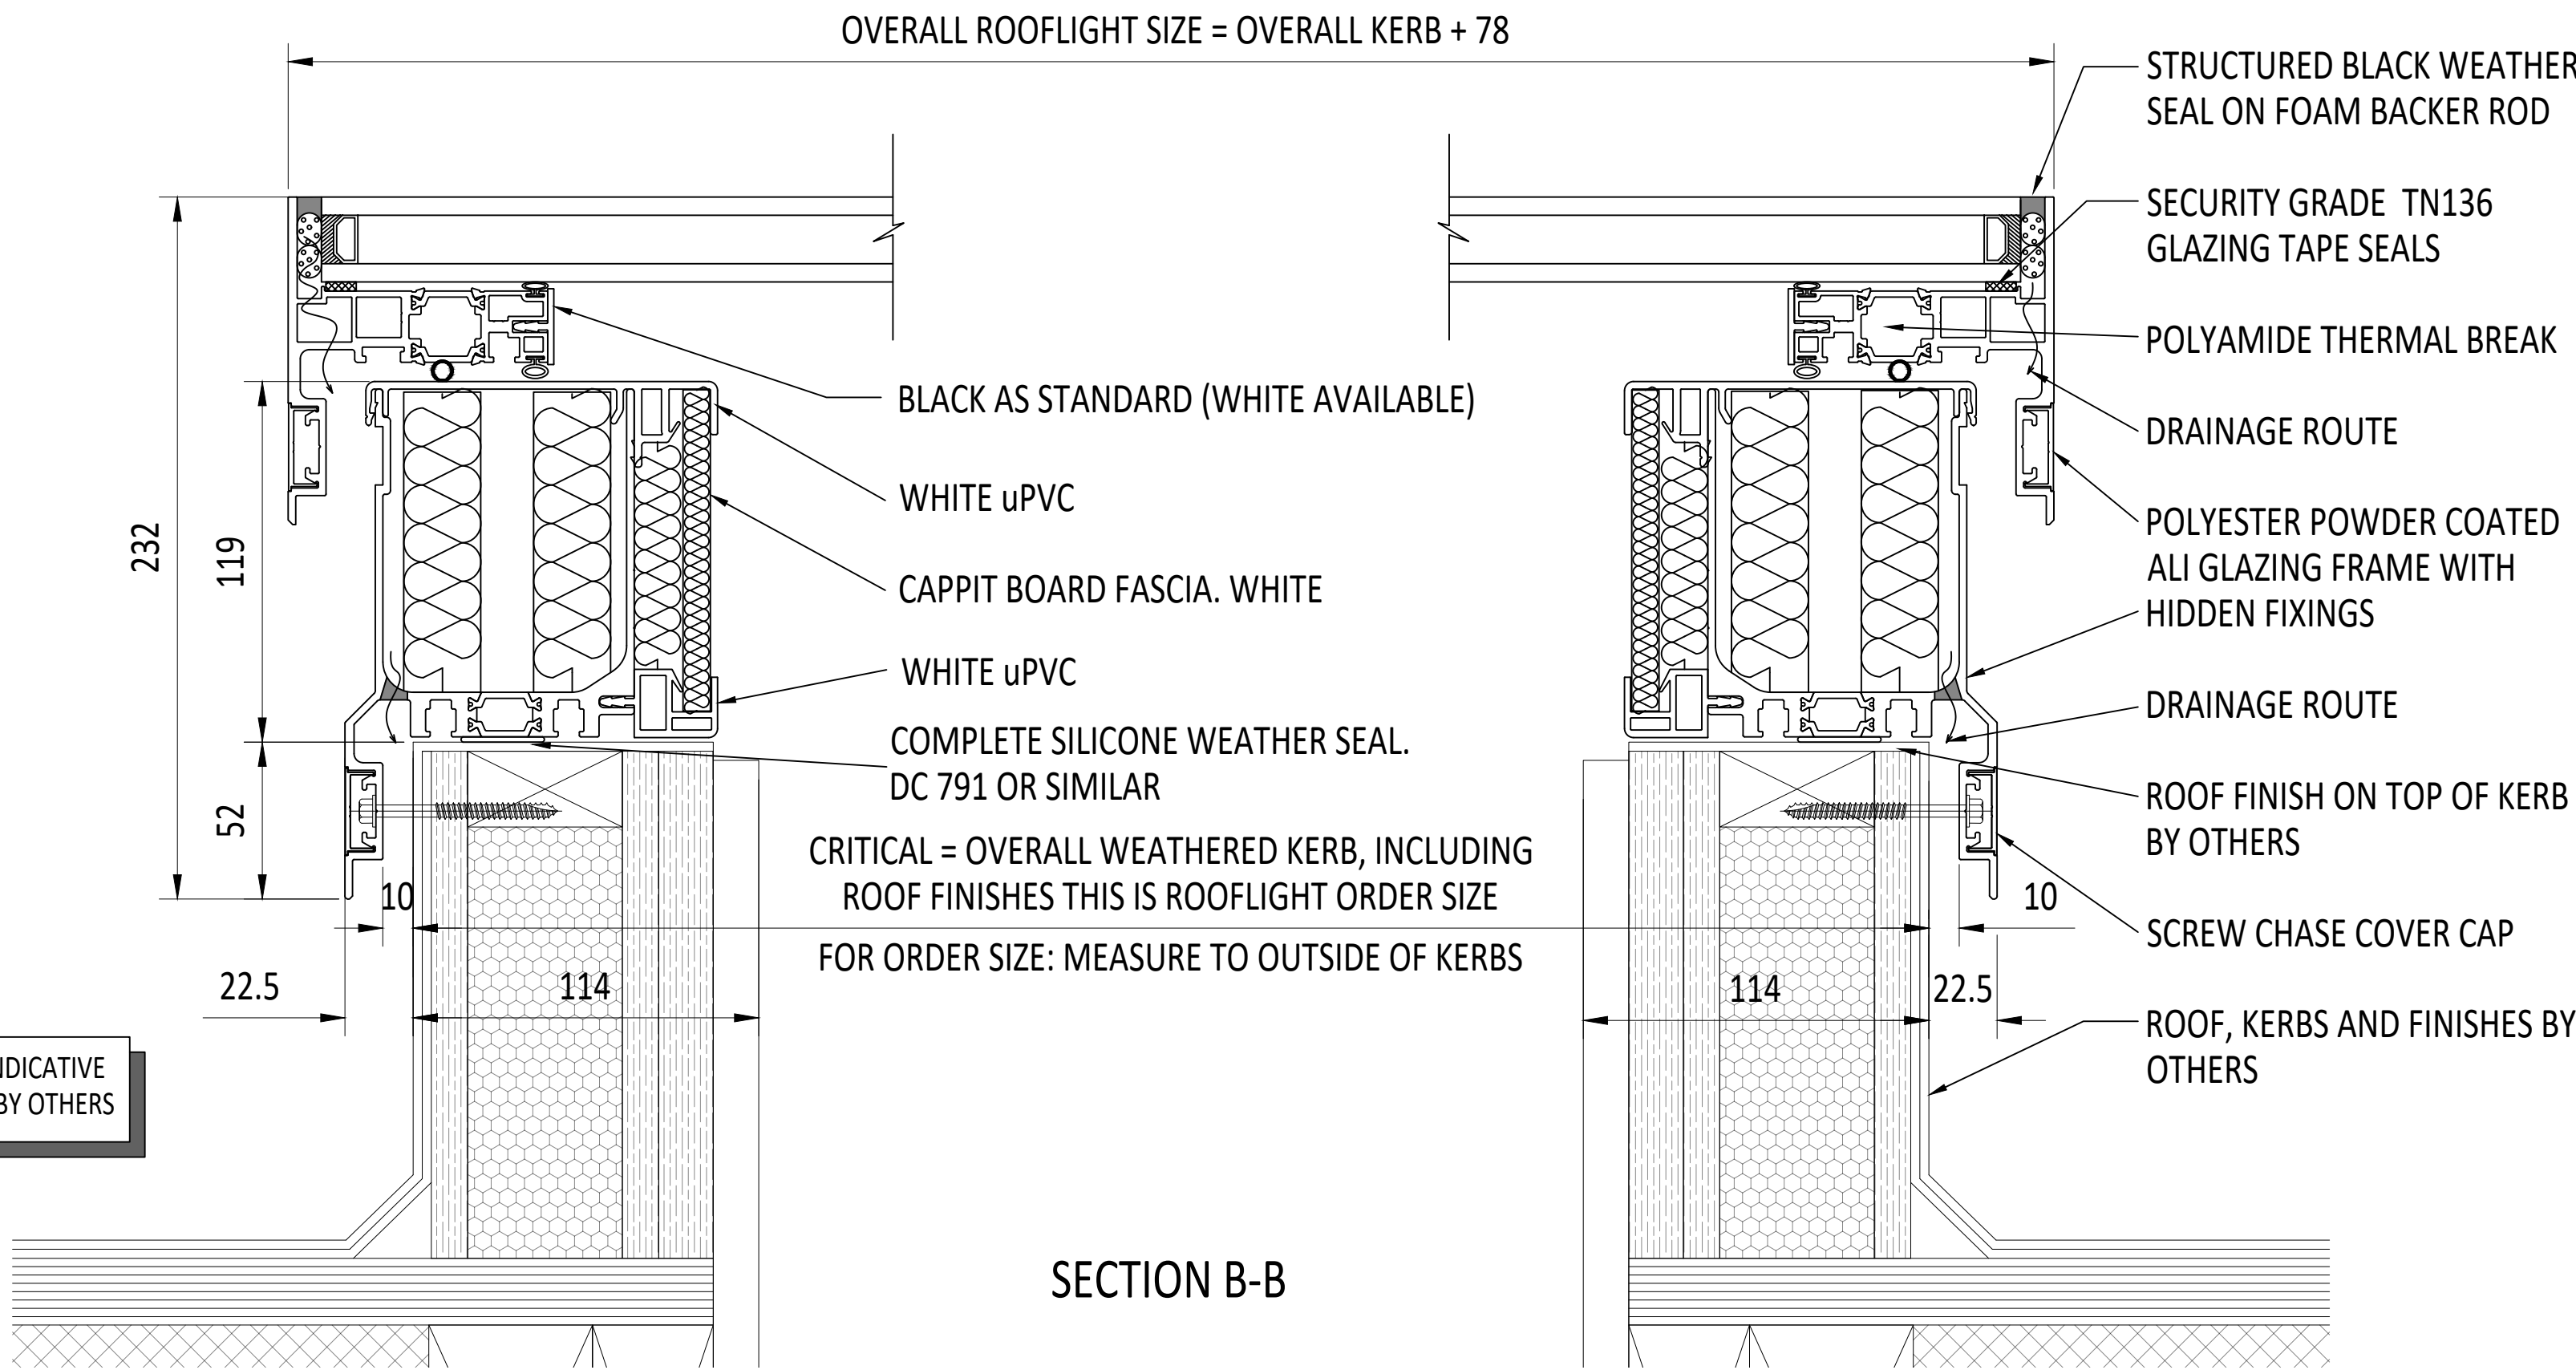 OVERALL ROOFLIGHT SIZE = OVERALL KERB + 78
STRUCTURED BLACK WEATHER
SEAL ON FOAM BACKER ROD
SECURITY GRADE TN136
GLAZING TAPE SEALS
POLYAMIDE THERMAL BREAK
DRAINAGE ROUTE
POLYESTER POWDER COATED
ALI GLAZING FRAME WITH
HIDDEN FIXINGS
DRAINAGE ROUTE
ROOF FINISH ON TOP OF KERB
BY OTHERS
SCREW CHASE COVER CAP
ROOF, KERBS AND FINISHES BY
OTHERS
BLACK AS STANDARD (WHITE AVAILABLE)
WHITE uPVC
CAPPIT BOARD FASCIA. WHITE
WHITE uPVC
COMPLETE SILICONE WEATHER SEAL.
DC 791 OR SIMILAR
CRITICAL = OVERALL WEATHERED KERB, INCLUDING
ROOF FINISHES THIS IS ROOFLIGHT ORDER SIZE
FOR ORDER SIZE: MEASURE TO OUTSIDE OF KERBS
232
119
52
10
22.5
114
114
10
22.5
NDICATIVE
BY OTHERS
SECTION B-B